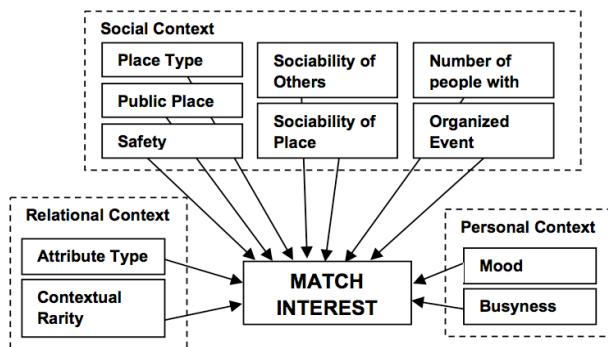 Social Context
Place Type
Public Place
Safety
Sociability of
Others
Sociability of
Place
Number of
people with
Organized
Event
Relational Context
Attribute Type
Contextual
Rarity
MATCH
INTEREST
Personal Context
Mood
Busyness